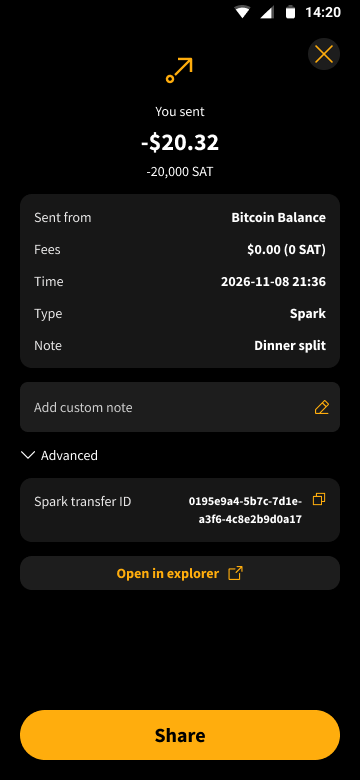 14:20
You sent
-$20.32
-20,000 SAT
Sent from Bitcoin Balance
Fees $0.00 (0 SAT)
Time 2026-11-08 21:36
Type Spark
Note Dinner split
Add custom note
Advanced
Spark transfer ID 0195e9a4-5b7c-7d1e-
a3f6-4c8e2b9d0a17
Open in explorer
Share